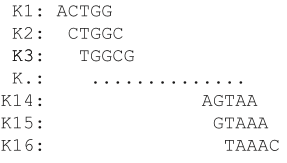 K1: ACTGG
K2: CTGGC
K3: TGGCG
K.: ..............
K14: AGTAA
K15: GTAAA
K16: TAAAC